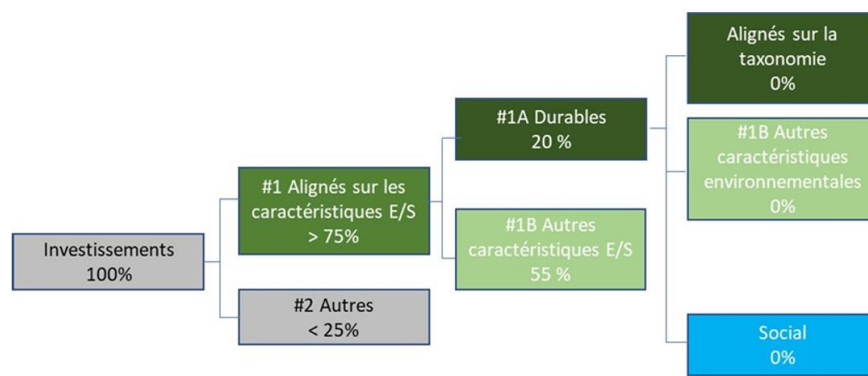 Investissements
100%
#1 Alignés sur les
caractéristiques E/S
> 75%
#2 Autres
< 25%
#1A Durables
20 %
#1B Autres
caractéristiques E/S
55 %
Alignés sur la
taxonomie
0%
#1B Autres
caractéristiques
environnementales
0%
Social
0%